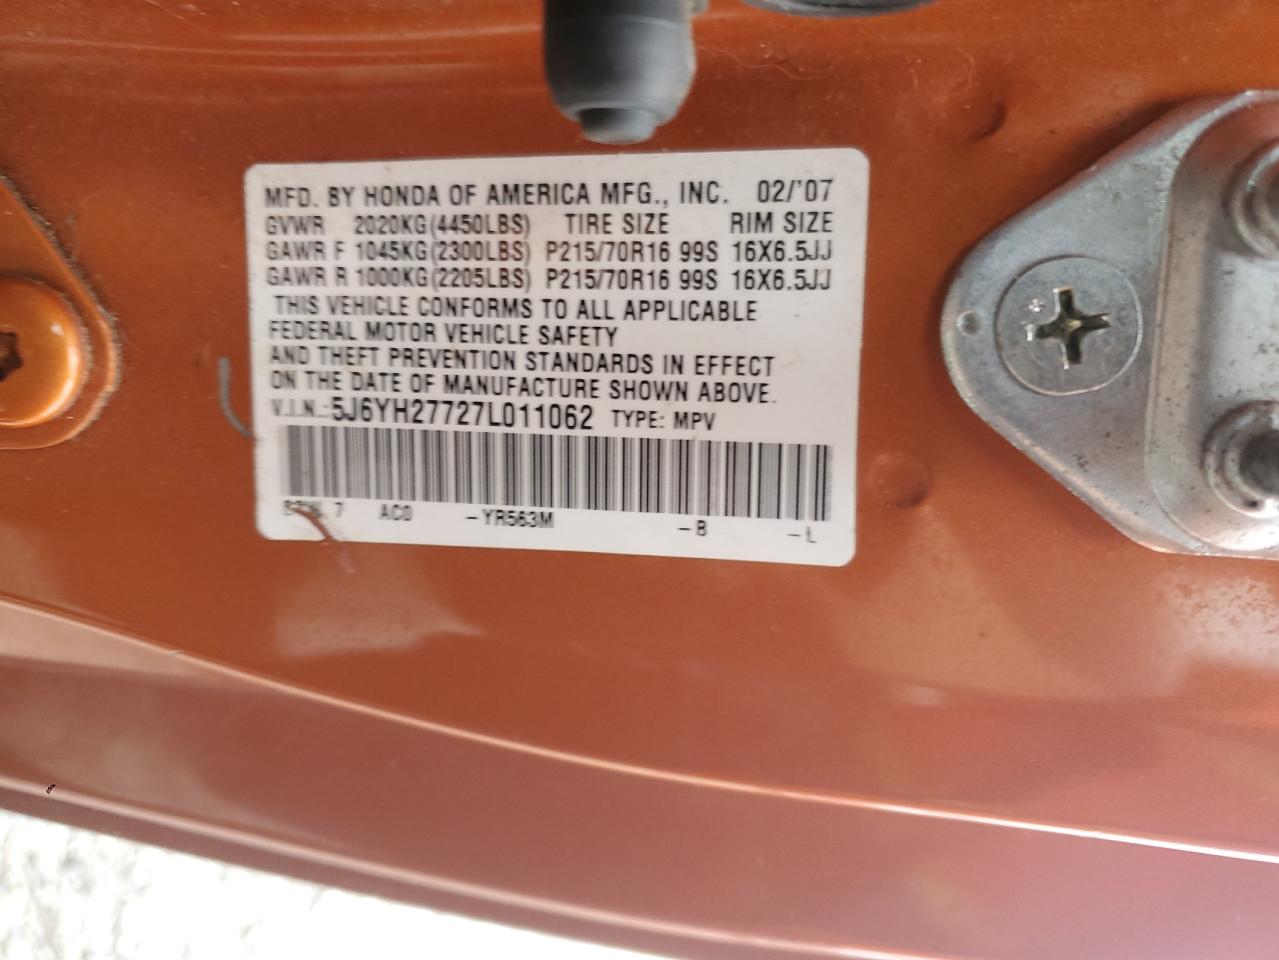 MFD. BY HONDA OF AMERICA MFG., INC. 02/'07
GVWR 2020KG(4450LBS) TIRE SIZE RIM SIZE
GAWR F 1045KG(2300LBS) P215/70R16 99S 16X6.5JJ
GAWR R 1000KG(2205LBS) P215/70R16 99S 16X6.5JJ
THIS VEHICLE CONFORMS TO ALL APPLICABLE
FEDERAL MOTOR VEHICLE SAFETY
AND THEFT PREVENTION STANDARDS IN EFFECT
ON THE DATE OF MANUFACTURE SHOWN ABOVE.
V.I.N.:5J6YH27727L011062 TYPE: MPV
7 AC0 -YR563M -B -L